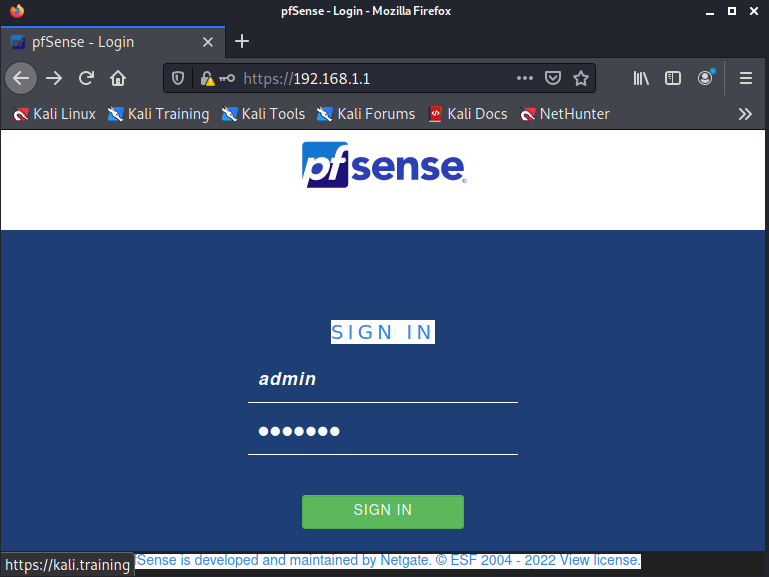 pfSense - Login - Mozilla Firefox
pfSense - Login
https://192.168.1.1
Kali Linux Kali Training Kali Tools Kali Forums Kali Docs NetHunter
pfsense
SIGN IN
admin
●●●●●●●
SIGN IN
https://kali.training fSense is developed and maintained by Netgate. © ESF 2004 - 2022 View license.